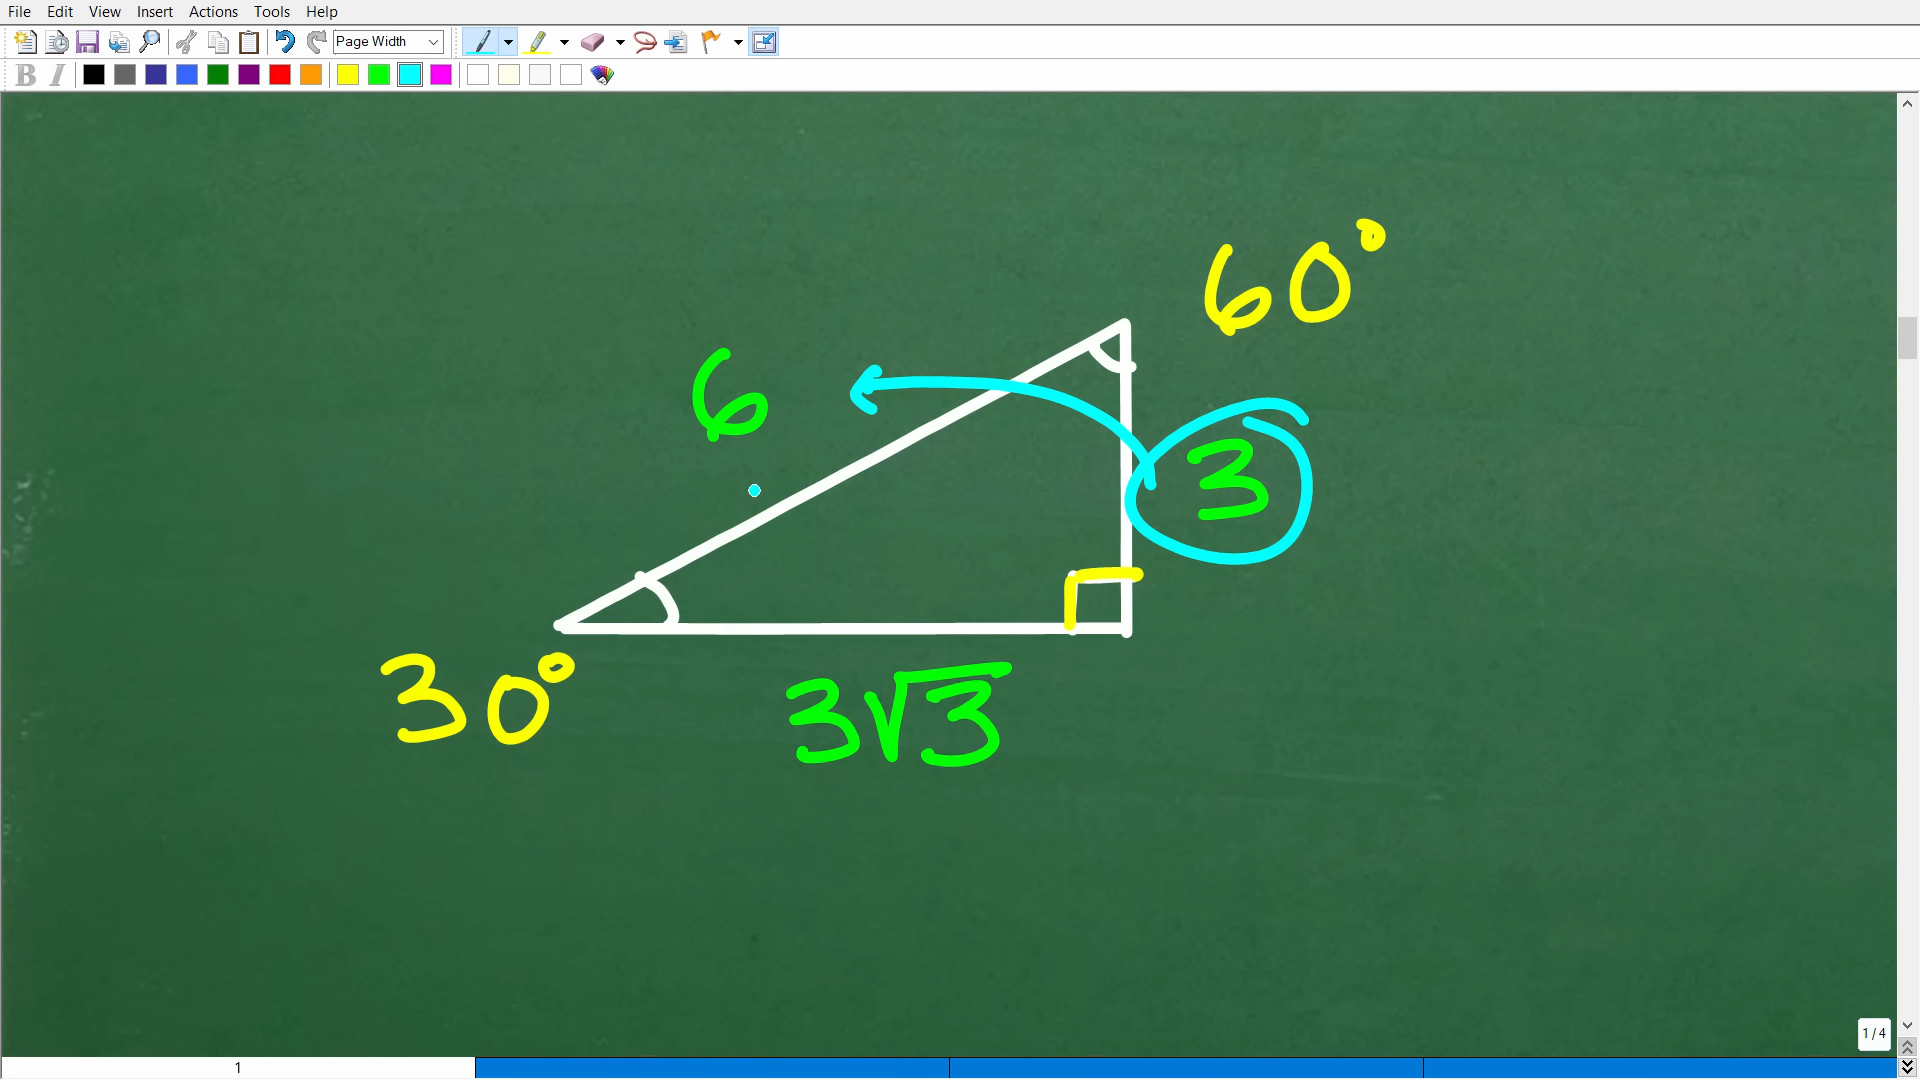 File Edit View Insert Actions Tools Help
Page Width
B I
60°
6
3
30°
3√3
1 / 4
1